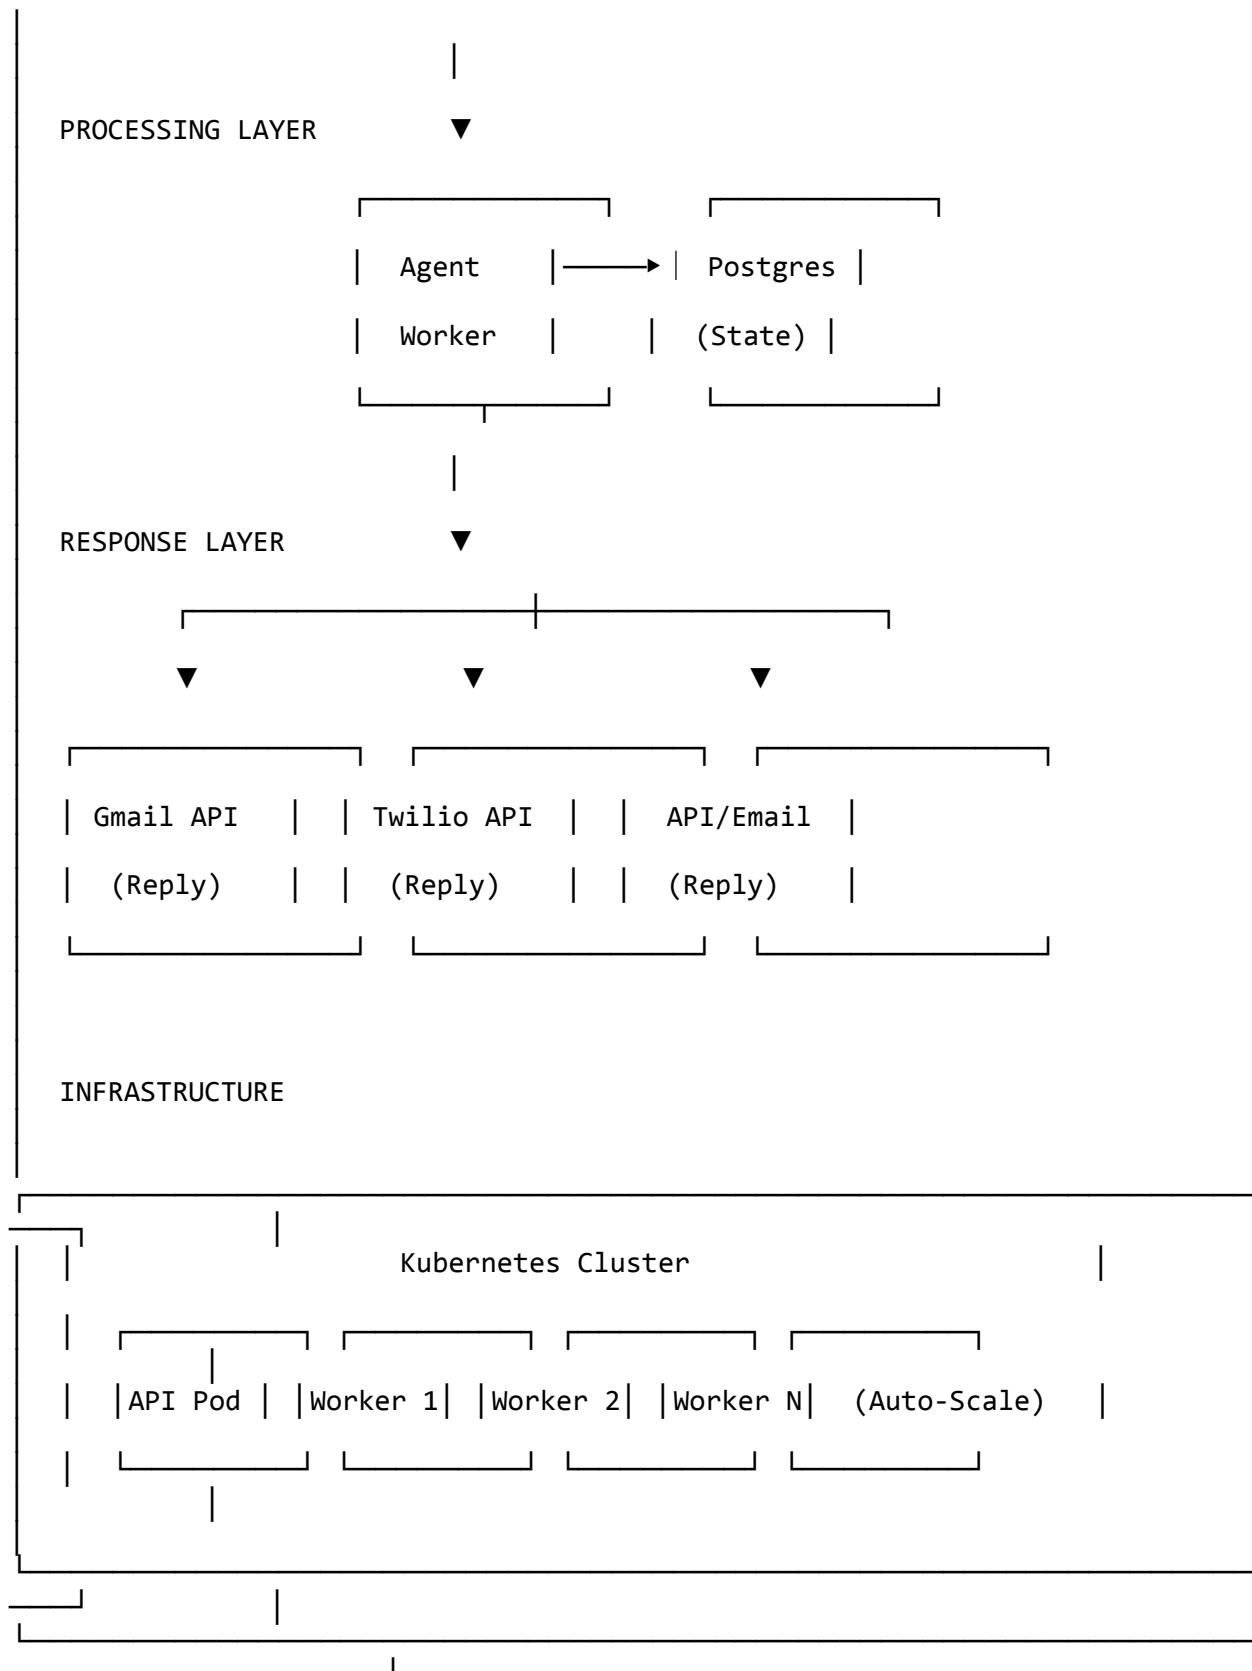 PROCESSING LAYER ▼
│ Agent │─────▶│ Postgres │
│ Worker │ │ (State) │
RESPONSE LAYER ▼
▼ ▼ ▼
│ Gmail API │ │ Twilio API │ │ API/Email │
│ (Reply) │ │ (Reply) │ │ (Reply) │
INFRASTRUCTURE
Kubernetes Cluster
│API Pod │ │Worker 1│ │Worker 2│ │Worker N│ (Auto-Scale) │